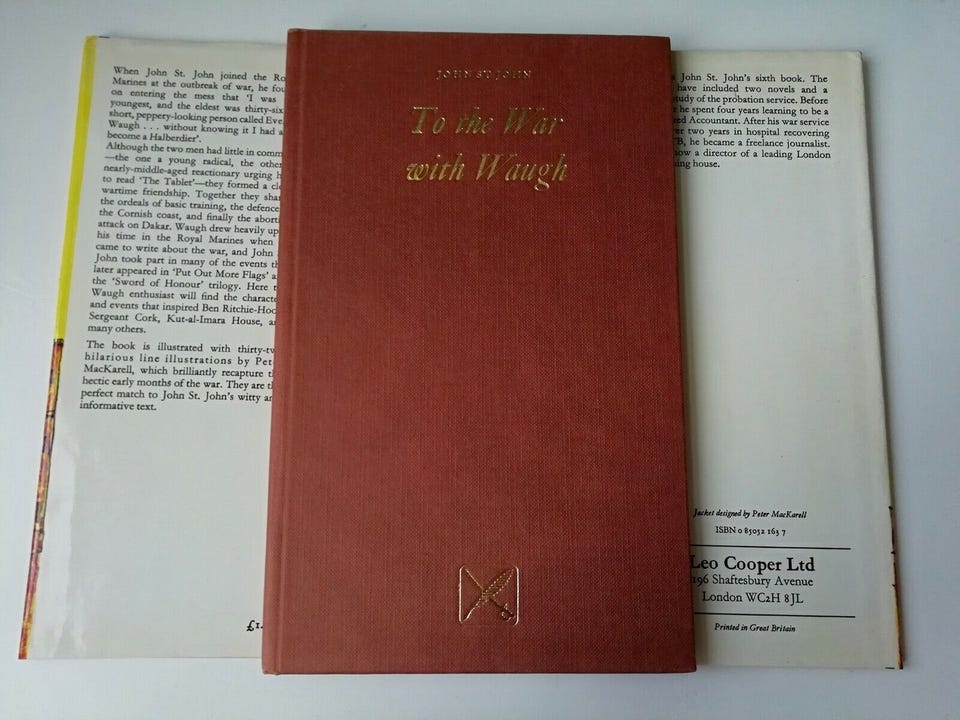 When John St. John joined the Ro
Marines at the outbreak of war, he fou
on entering the mess that 'I was
youngest, and the eldest was thirty-six
short, peppery-looking person called Eve
Waugh . . . without knowing it I had a
become a Halberdier'.
Although the two men had little in comm
—the one a young radical, the othe
nearly-middle-aged reactionary urging h
to read 'The Tablet'—they formed a cl
wartime friendship. Together they sha
the ordeals of basic training, the defence
the Cornish coast, and finally the abort
attack on Dakar. Waugh drew heavily up
his time in the Royal Marines when
came to write about the war, and John
John took part in many of the events th
later appeared in 'Put Out More Flags' a
the 'Sword of Honour' trilogy. Here t
Waugh enthusiast will find the characte
and events that inspired Ben Ritchie-Hoo
Sergeant Cork, Kut-al-Imara House, a
many others.
The book is illustrated with thirty-tw
hilarious line illustrations by Pet
MacKarell, which brilliantly recapture t
hectic early months of the war. They are th
perfect match to John St. John's witty an
informative text.
£1.
JOHN ST JOHN
To the War
with Waugh
s John St. John's sixth book. The
have included two novels and a
study of the probation service. Before
he spent four years learning to be a
red Accountant. After his war service
er two years in hospital recovering
B, he became a freelance journalist.
now a director of a leading London
ing house.
Jacket designed by Peter MacKarell
ISBN 0 85052 163 7
Leo Cooper Ltd
196 Shaftesbury Avenue
London WC2H 8JL
Printed in Great Britain